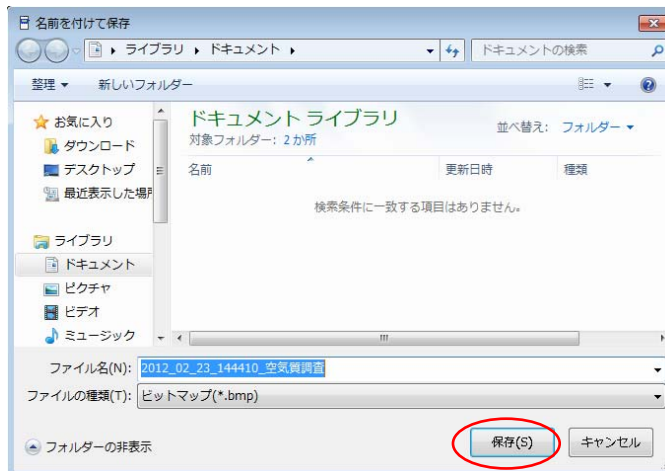 名前を付けて保存
ライブラリ ▸ ドキュメント ▸
ドキュメントの検索
整理 ▼ 新しいフォルダー
お気に入り
ダウンロード
デスクトップ
最近表示した場所
ライブラリ
ドキュメント
ピクチャ
ビデオ
ミュージック
ドキュメント ライブラリ
対象フォルダー: 2 か所
並べ替え: フォルダー ▼
名前 更新日時 種類
検索条件に一致する項目はありません。
ファイル名(N): 2012_02_23_144410_空気質調査
ファイルの種類(T): ビットマップ(*.bmp)
フォルダーの非表示
保存(S) キャンセル